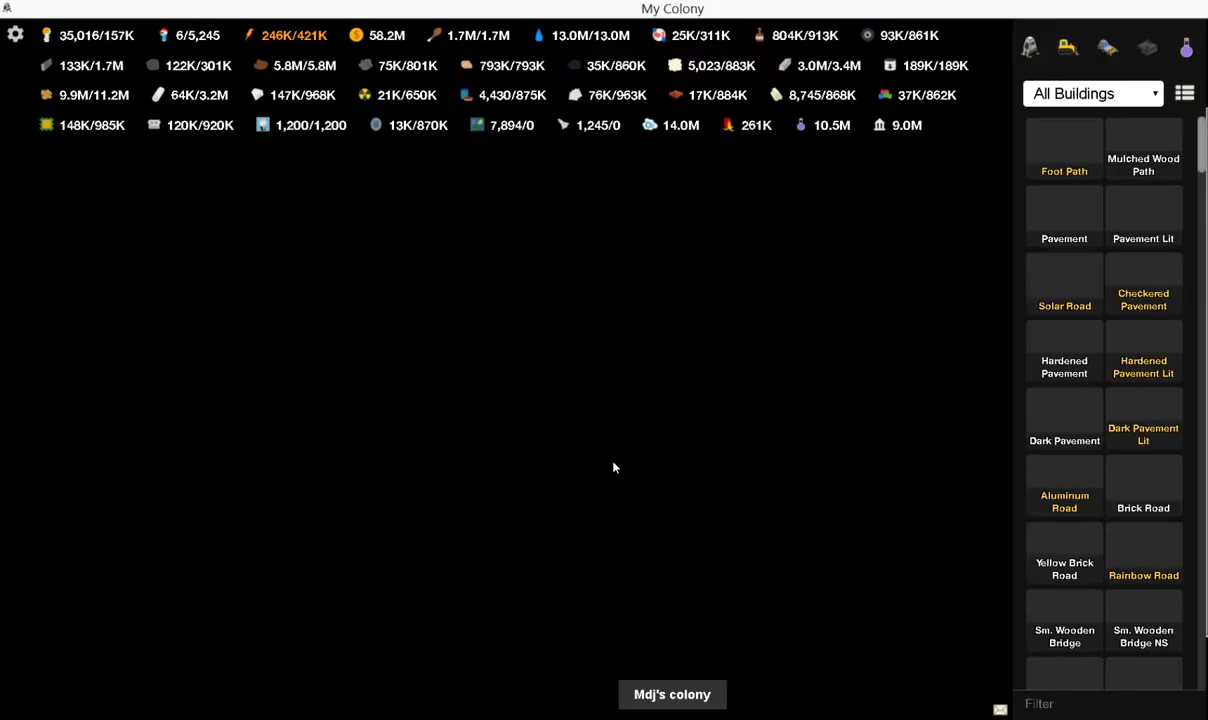 My Colony
35,016/157K 6/5,245 246K/421K 58.2M 1.7M/1.7M 13.0M/13.0M 25K/311K 804K/913K 93K/861K
133K/1.7M 122K/301K 5.8M/5.8M 75K/801K 793K/793K 35K/860K 5,023/883K 3.0M/3.4M 189K/189K
9.9M/11.2M 64K/3.2M 147K/968K 21K/650K 4,430/875K 76K/963K 17K/884K 8,745/868K 37K/862K
148K/985K 120K/920K 1,200/1,200 13K/870K 7,894/0 1,245/0 14.0M 261K 10.5M 9.0M
All Buildings
Foot Path
Mulched Wood
Path
Pavement
Pavement Lit
Solar Road
Checkered
Pavement
Hardened
Pavement
Hardened
Pavement Lit
Dark Pavement
Dark Pavement
Lit
Aluminum
Road
Brick Road
Yellow Brick
Road
Rainbow Road
Sm. Wooden
Bridge
Sm. Wooden
Bridge NS
Mdj's colony
Filter